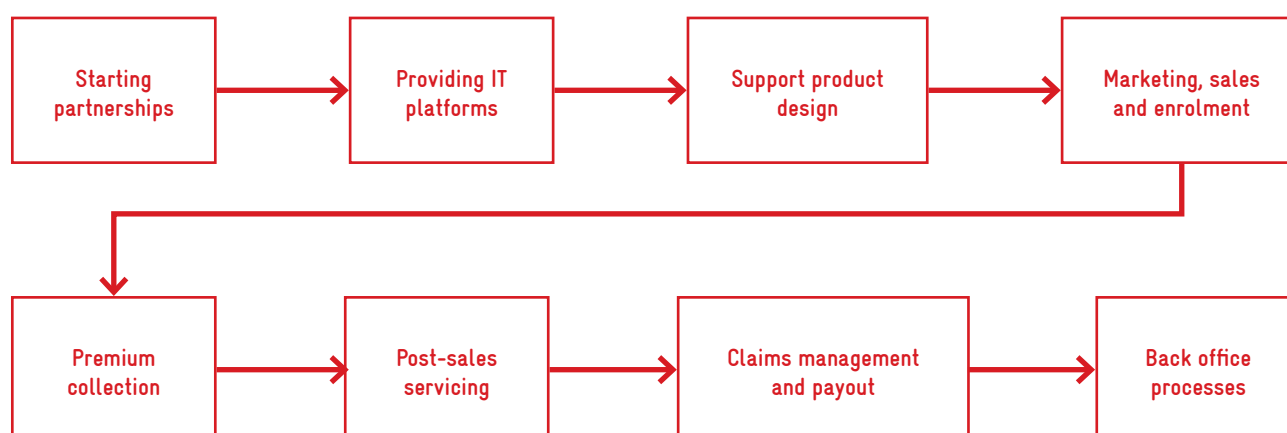 Starting
partnerships
Providing IT
platforms
Support product
design
Marketing, sales
and enrolment
Premium
collection
Post-sales
servicing
Claims management
and payout
Back office
processes